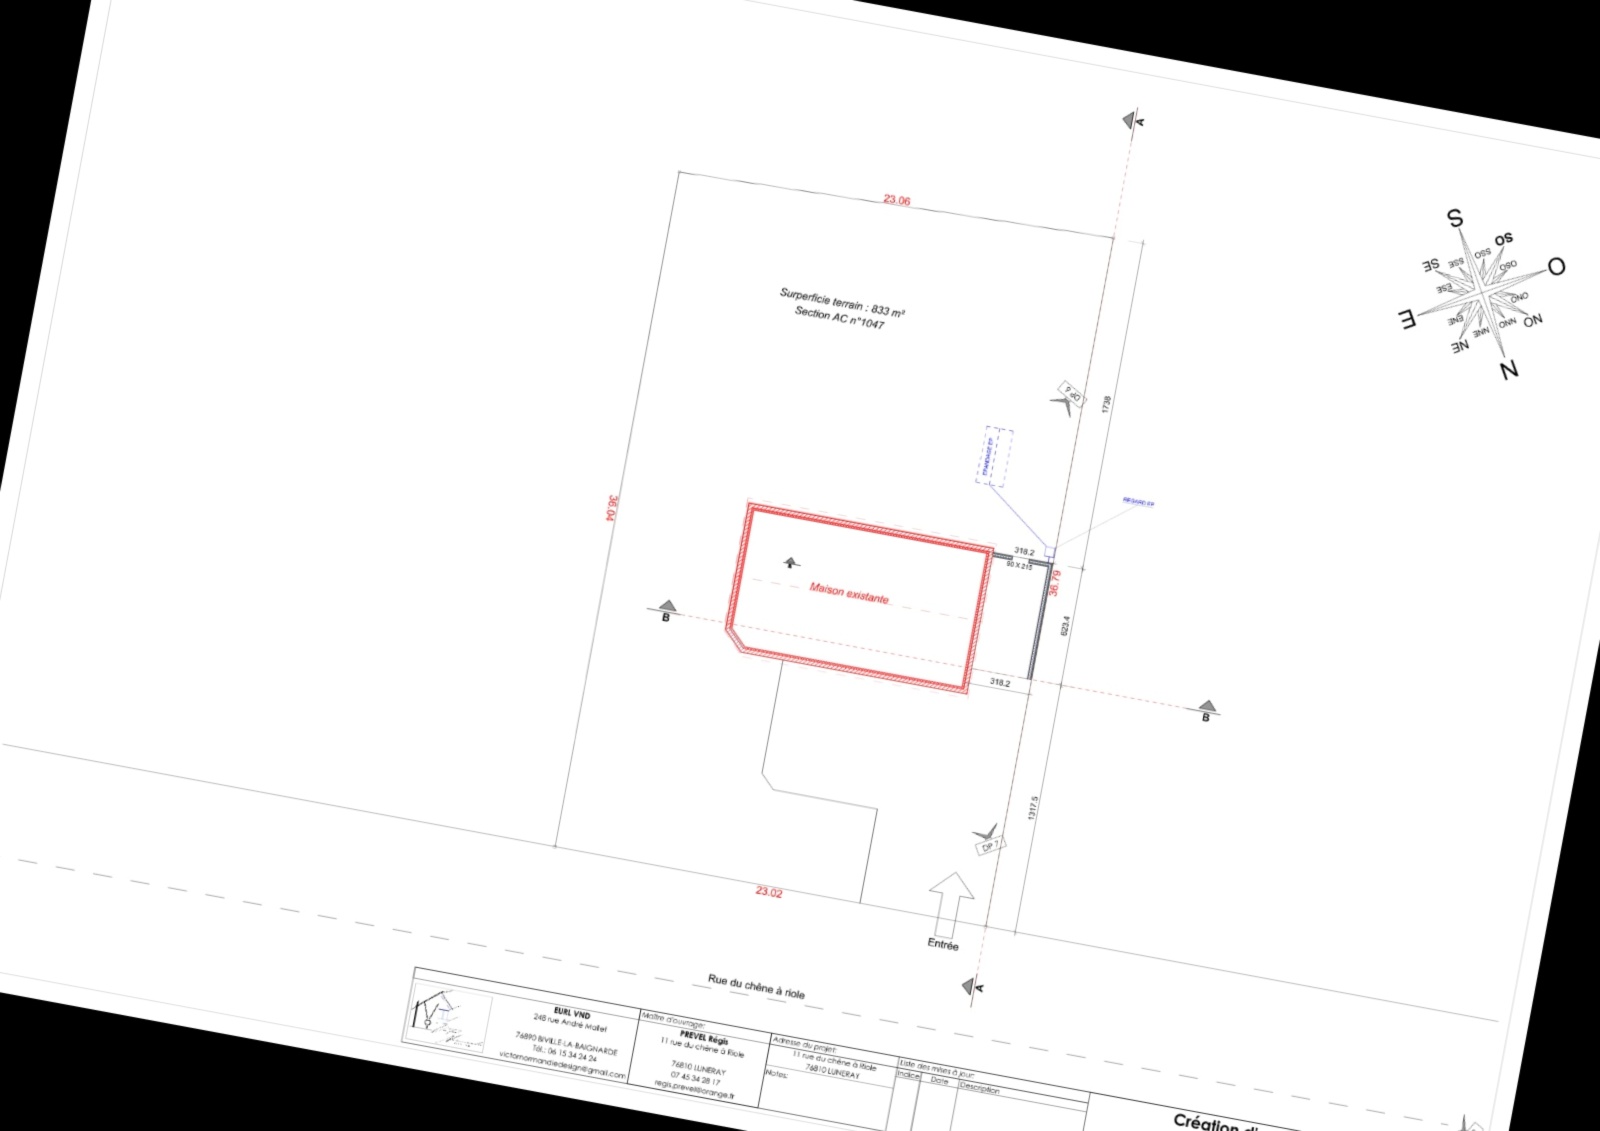 A
23.06
Surperficie terrain : 833 m²
Section AC n°1047
S
SO
SSO
SSE
SE
OSO
O
ESE
E
ONO
ENE
NO
NNO
NNE
NE
N
DP 
1738
EPANDAGE EP
REGARD EP
36.04
318.2
90 X 215
36.79
Maison existante
B
623.4
318.2
B
1317.5
DP 7
23.02
Entrée
A
Rue du chêne à riole
EURL VND
248 rue André Mallet
76890 BIVILLE-LA-BAIGNARDE
Tél.: 06 15 34 24 24
victornormandiedesign@gmail.com
Maître d'ouvrage:
PREVEL Régis
11 rue du chêne à Riole
76810 LUNERAY
07 45 34 28 17
regis.prevel@orange.fr
Adresse du projet:
11 rue du chêne à Riole
76810 LUNERAY
Notes:
Liste des mises à jour:
Indice
Date
Description
Création d'